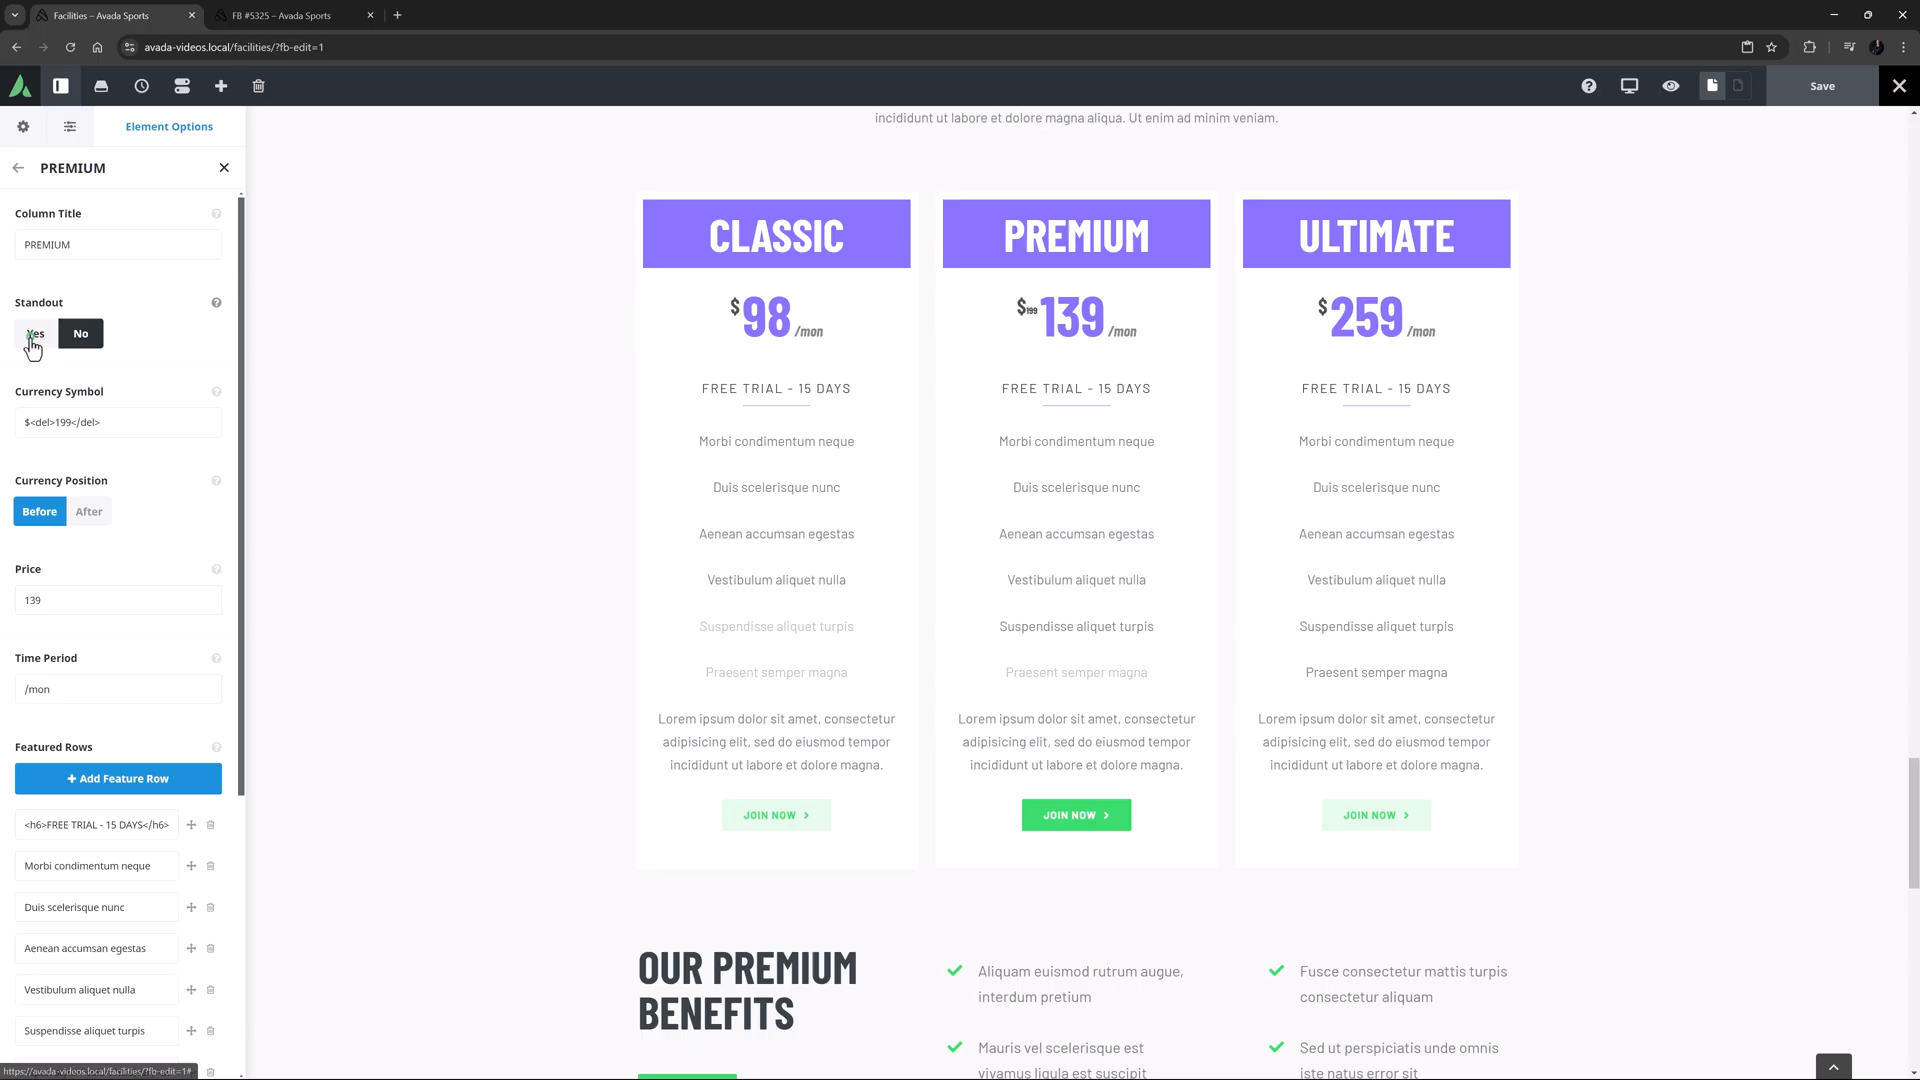 Facilities – Avada Sports
FB #5325 – Avada Sports
avada-videos.local/facilities/?fb-edit=1
Save
Element Options
PREMIUM
Column Title
PREMIUM
Standout
Yes
No
Currency Symbol
$<del>199</del>
Currency Position
Before
After
Price
139
Time Period
/mon
Featured Rows
+ Add Feature Row
<h6>FREE TRIAL - 15 DAYS</h6>
Morbi condimentum neque
Duis scelerisque nunc
Aenean accumsan egestas
Vestibulum aliquet nulla
Suspendisse aliquet turpis
https://avada-videos.local/facilities/?fb-edit=1#
incididunt ut labore et dolore magna aliqua. Ut enim ad minim veniam.
CLASSIC
$98 /mon
FREE TRIAL - 15 DAYS
Morbi condimentum neque
Duis scelerisque nunc
Aenean accumsan egestas
Vestibulum aliquet nulla
Suspendisse aliquet turpis
Praesent semper magna
Lorem ipsum dolor sit amet, consectetur
adipisicing elit, sed do eiusmod tempor
incididunt ut labore et dolore magna.
JOIN NOW
PREMIUM
$199 139 /mon
FREE TRIAL - 15 DAYS
Morbi condimentum neque
Duis scelerisque nunc
Aenean accumsan egestas
Vestibulum aliquet nulla
Suspendisse aliquet turpis
Praesent semper magna
Lorem ipsum dolor sit amet, consectetur
adipisicing elit, sed do eiusmod tempor
incididunt ut labore et dolore magna.
JOIN NOW
ULTIMATE
$259 /mon
FREE TRIAL - 15 DAYS
Morbi condimentum neque
Duis scelerisque nunc
Aenean accumsan egestas
Vestibulum aliquet nulla
Suspendisse aliquet turpis
Praesent semper magna
Lorem ipsum dolor sit amet, consectetur
adipisicing elit, sed do eiusmod tempor
incididunt ut labore et dolore magna.
JOIN NOW
OUR PREMIUM
BENEFITS
Aliquam euismod rutrum augue,
interdum pretium
Mauris vel scelerisque est
vivamus ligula est suscipit
Fusce consectetur mattis turpis
consectetur aliquam
Sed ut perspiciatis unde omnis
iste natus error sit